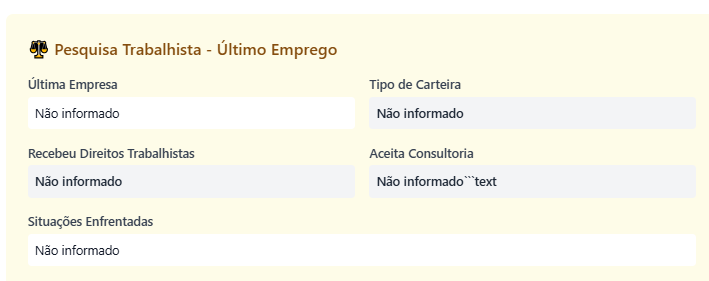 Pesquisa Trabalhista - Último Emprego
Última Empresa
Tipo de Carteira
Não informado
Não informado
Recebeu Direitos Trabalhistas
Aceita Consultoria
Não informado
Não informado```text
Situações Enfrentadas
Não informado